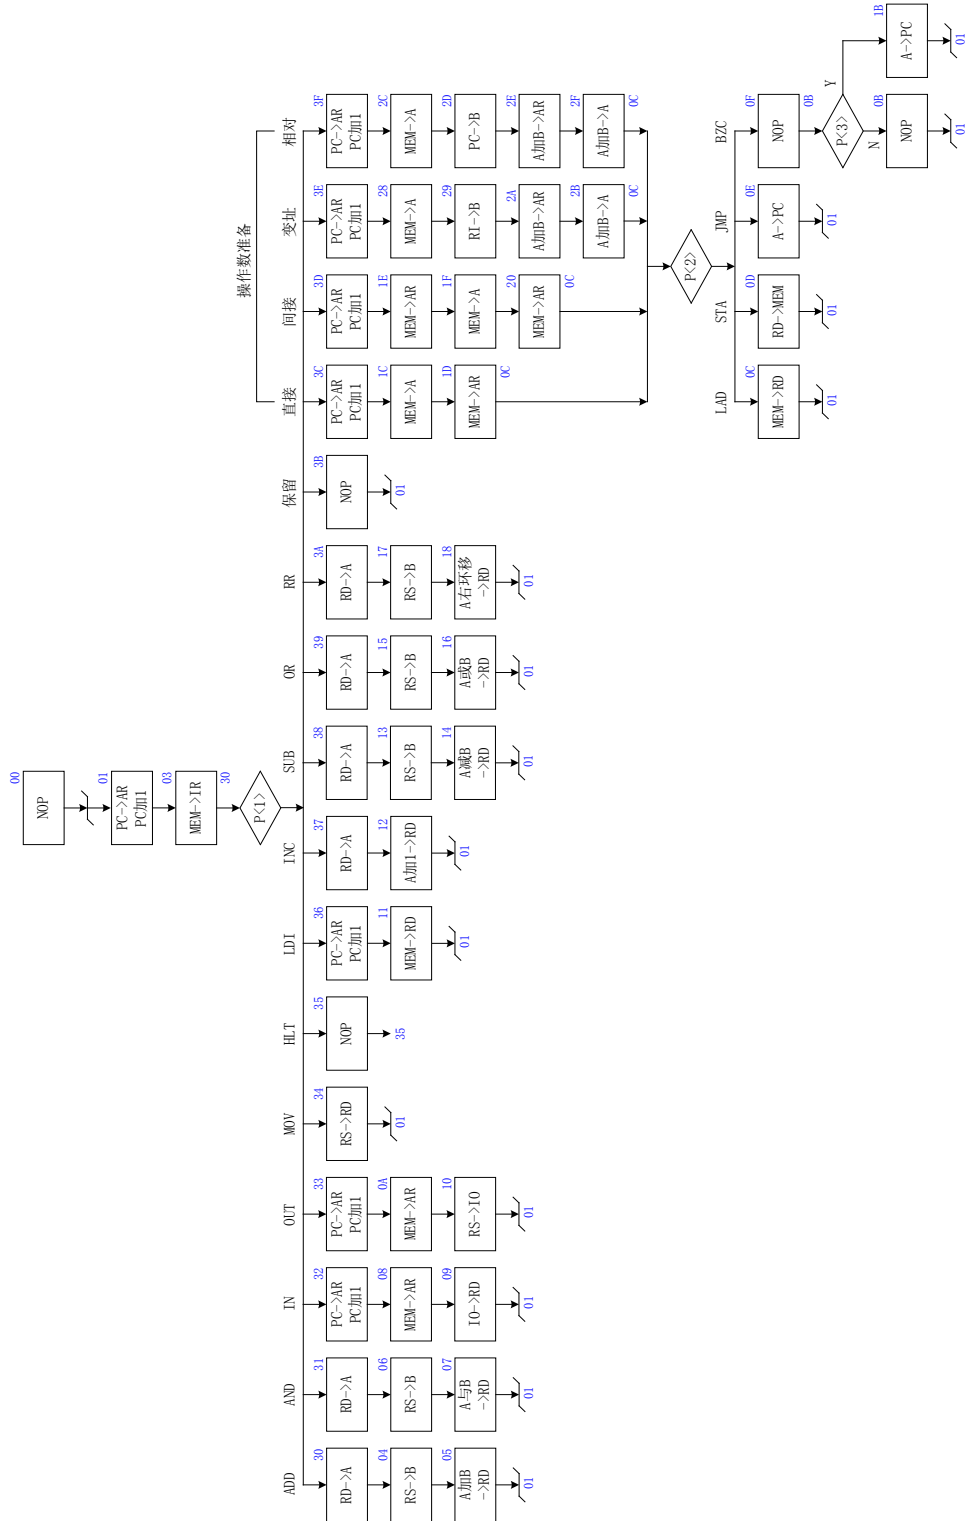 00
NOP
01
PC->AR
PC加1
03
MEM->IR
30
P<1>
ADD
30
RD->A
04
RS->B
05
A加B
->RD
01
AND
31
RD->A
06
RS->B
07
A与B
->RD
01
IN
32
PC->AR
PC加1
08
MEM->AR
09
IO->RD
01
OUT
33
PC->AR
PC加1
0A
MEM->AR
10
RS->IO
01
MOV
34
RS->RD
01
HLT
35
NOP
35
LDI
36
PC->AR
PC加1
11
MEM->RD
01
INC
37
RD->A
12
A加1->RD
01
SUB
38
RD->A
13
RS->B
14
A减B
->RD
01
OR
39
RD->A
15
RS->B
16
A或B
->RD
01
RR
3A
RD->A
17
RS->B
18
A右环移
->RD
01
保留
3B
NOP
01
操作数准备
直接
3C
PC->AR
PC加1
1C
MEM->A
1D
MEM->AR
0C
间接
3D
PC->AR
PC加1
1E
MEM->AR
1F
MEM->A
20
MEM->AR
0C
变址
3E
PC->AR
PC加1
28
MEM->A
29
RI->B
2A
A加B->AR
2B
A加B->A
0C
相对
3F
PC->AR
PC加1
2C
MEM->A
2D
PC->B
2E
A加B->AR
2F
A加B->A
0C
P<2>
LAD
0C
MEM->RD
01
STA
0D
RD->MEM
01
JMP
0E
A->PC
01
BZC
0F
NOP
0B
P<3>
N
0B
NOP
01
Y
1B
A->PC
01